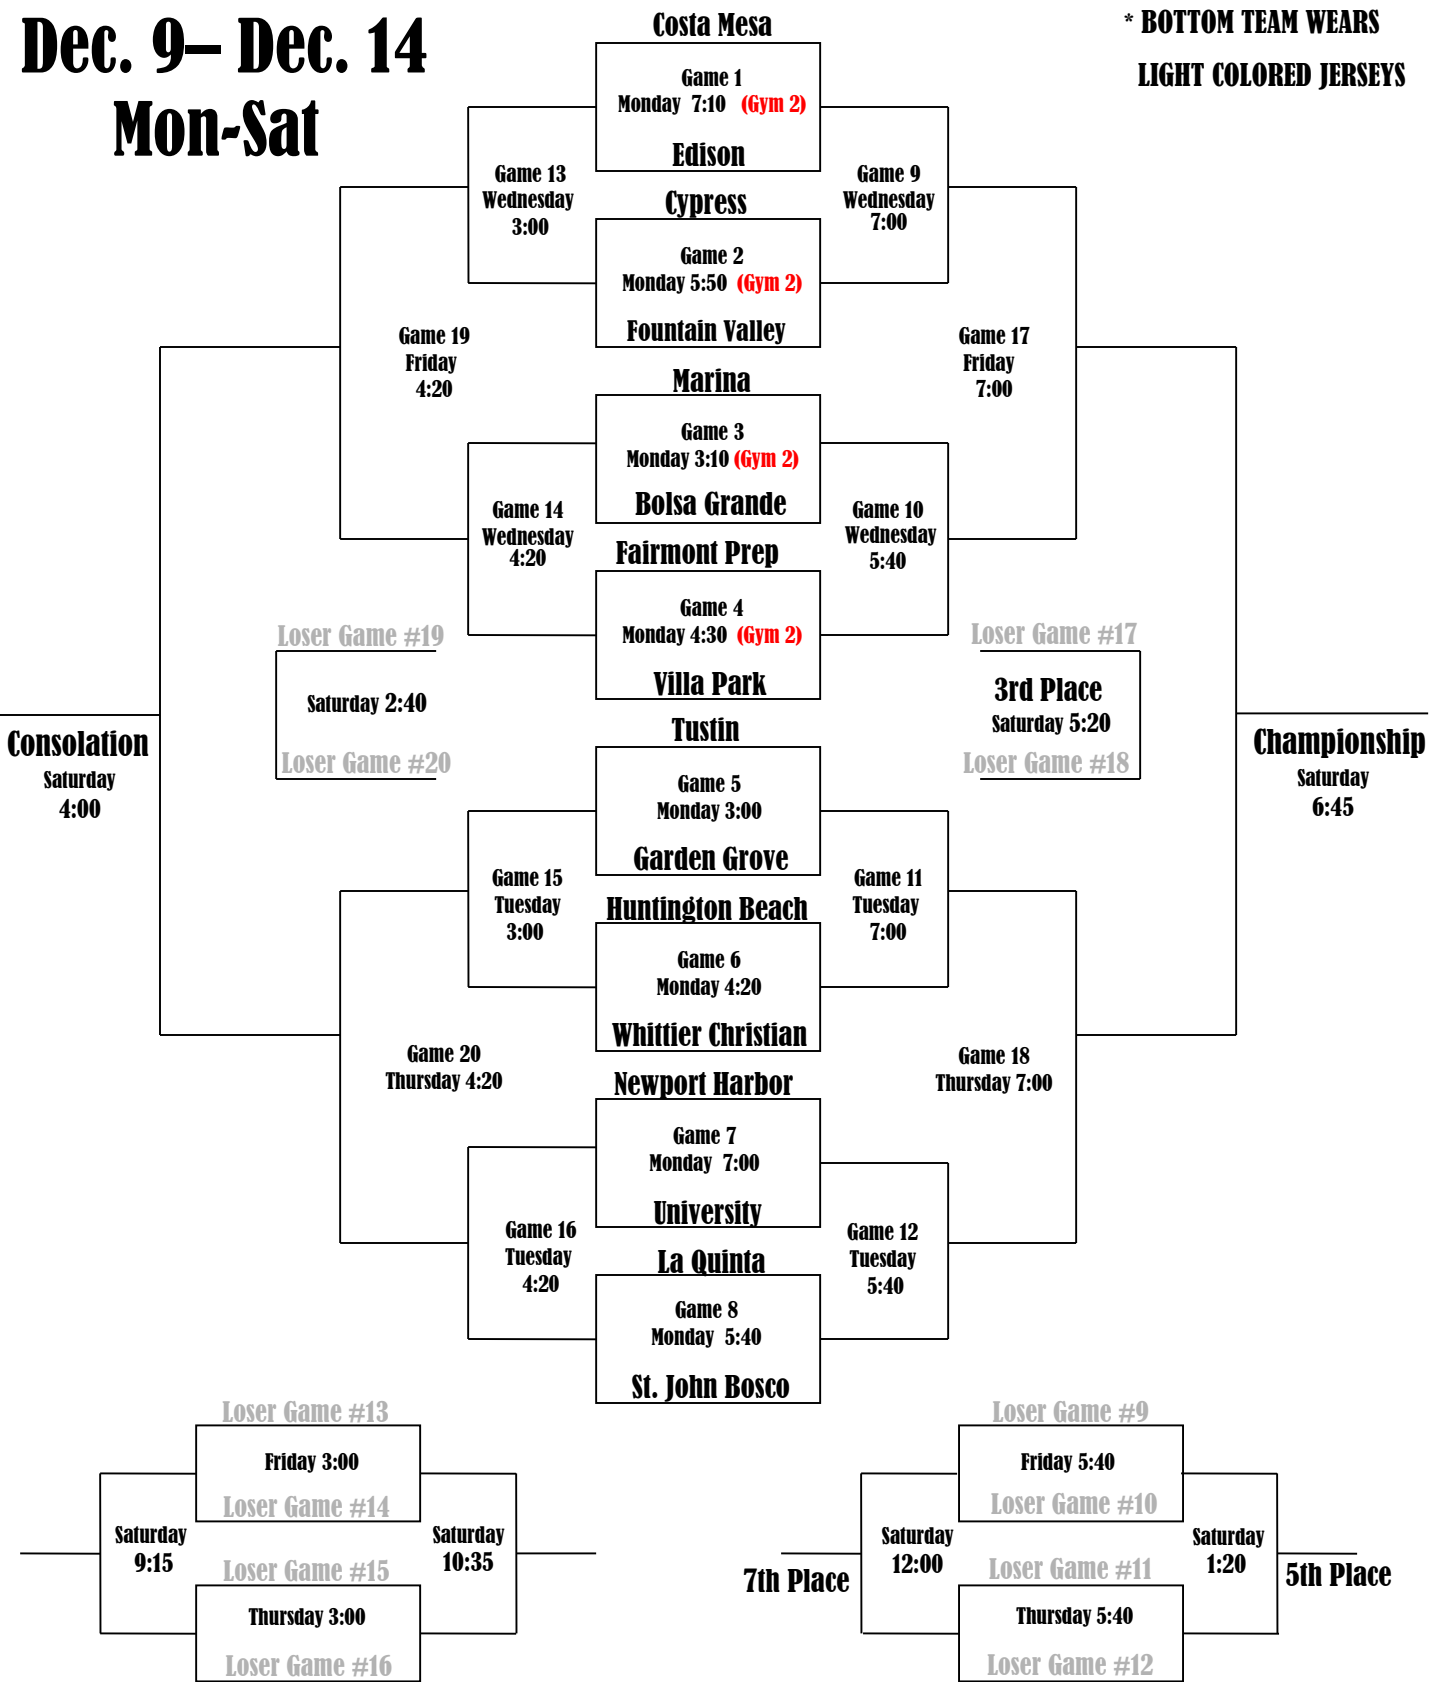 Dec. 9– Dec. 14
Mon-Sat
* BOTTOM TEAM WEARS
LIGHT COLORED JERSEYS
Costa Mesa
Game 1
Monday 7:10 (Gym 2)
Edison
Game 13
Wednesday
3:00
Game 9
Wednesday
7:00
Cypress
Game 2
Monday 5:50 (Gym 2)
Fountain Valley
Game 19
Friday
4:20
Game 17
Friday
7:00
Marina
Game 3
Monday 3:10 (Gym 2)
Bolsa Grande
Game 14
Wednesday
4:20
Game 10
Wednesday
5:40
Fairmont Prep
Game 4
Monday 4:30 (Gym 2)
Villa Park
Loser Game #19
Saturday 2:40
Loser Game #20
Loser Game #17
3rd Place
Saturday 5:20
Loser Game #18
Consolation
Saturday
4:00
Championship
Saturday
6:45
Tustin
Game 5
Monday 3:00
Garden Grove
Game 15
Tuesday
3:00
Game 11
Tuesday
7:00
Huntington Beach
Game 6
Monday 4:20
Whittier Christian
Game 20
Thursday 4:20
Game 18
Thursday 7:00
Newport Harbor
Game 7
Monday 7:00
University
Game 16
Tuesday
4:20
Game 12
Tuesday
5:40
La Quinta
Game 8
Monday 5:40
St. John Bosco
Loser Game #13
Friday 3:00
Loser Game #14
Saturday
9:15
Saturday
10:35
Loser Game #15
Thursday 3:00
Loser Game #16
Loser Game #9
Friday 5:40
Loser Game #10
Saturday
12:00
Saturday
1:20
7th Place
5th Place
Loser Game #11
Thursday 5:40
Loser Game #12